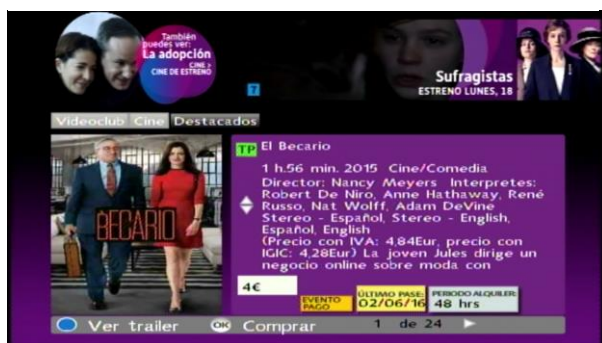 También
puedes ver:
La adopción
CINE >
CINE DE ESTRENO
7
Sufragistas
ESTRENO LUNES, 18
Videoclub Cine Destacados
BECARIO
TP El Becario
1 h.56 min. 2015 Cine/Comedia
Director: Nancy Meyers Interpretes:
Robert De Niro, Anne Hathaway, René
Russo, Nat Wolff, Adam DeVine
Stereo - Español, Stereo - English,
Español, English
(Precio con IVA: 4,84Eur, precio con
IGIC: 4,28Eur) La joven Jules dirige un
negocio online sobre moda con
4€
EVENTO
PAGO
ÚLTIMO PASE:
02/06/16
PERIODO ALQUILER:
48 hrs
Ver trailer OK Comprar 1 de 24